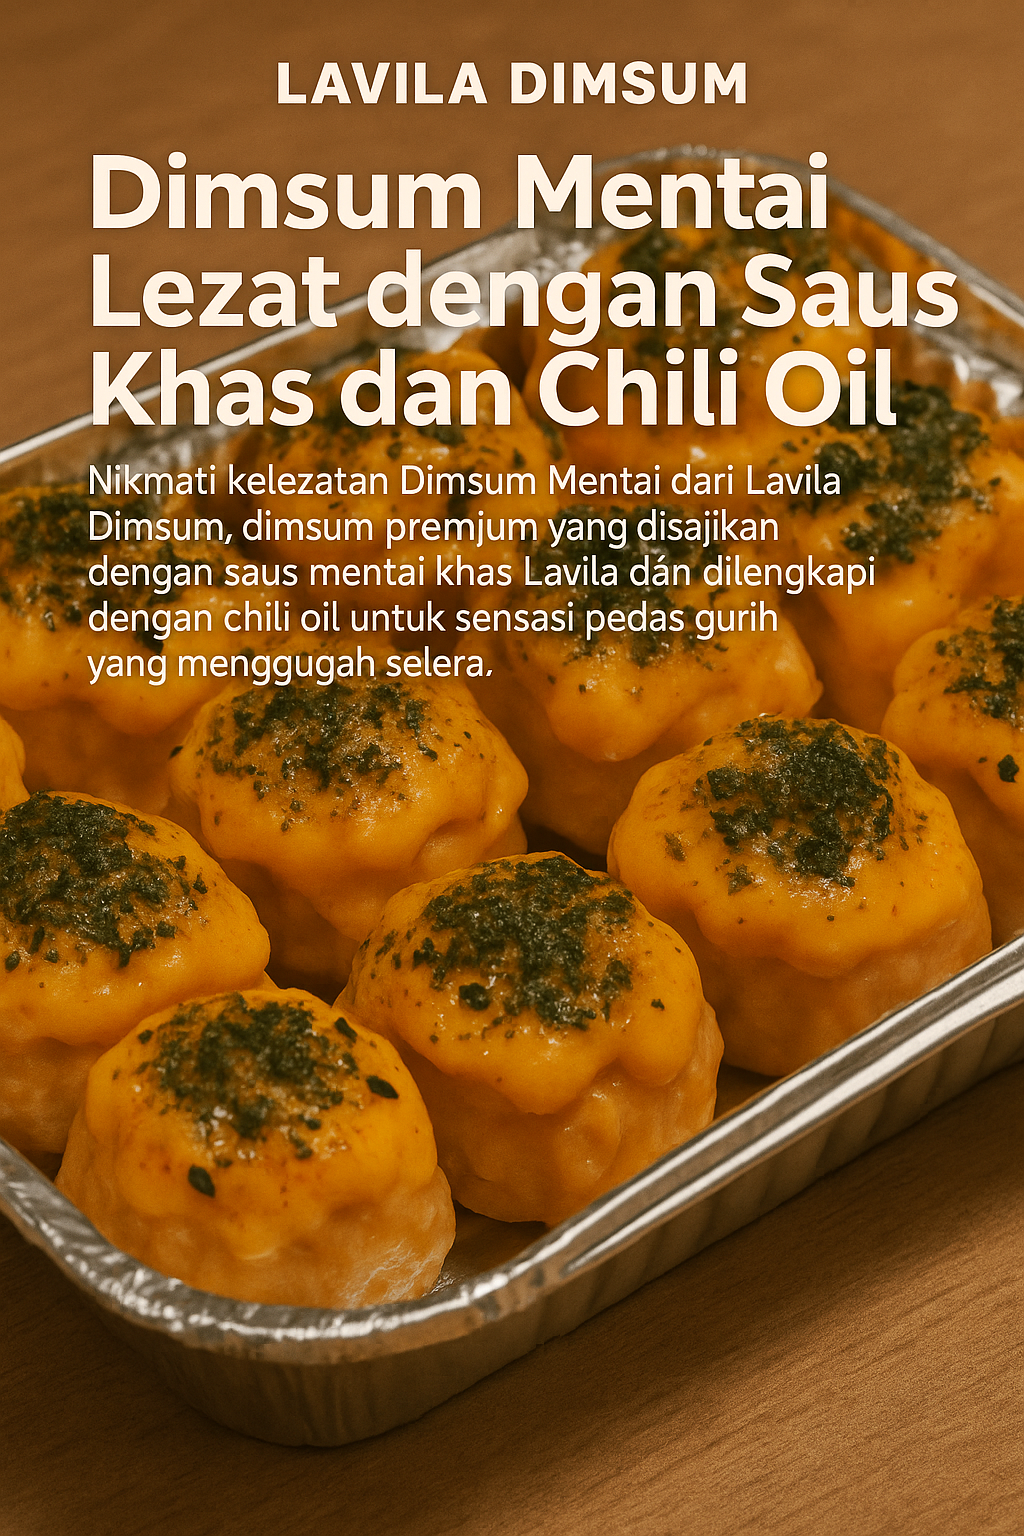 LAVILA DIMSUM
Dimsum Mentai
Lezat dengan Saus
Khas dan Chili Oil
Nikmati kelezatan Dimsum Mentai dari Lavila
Dimsum, dimsum premjum yang disajikan
dengan saus mentai khas Lavila dán dilengkapi
dengan chili oil untuk sensasi pedas gurih
yang menggugah selera.